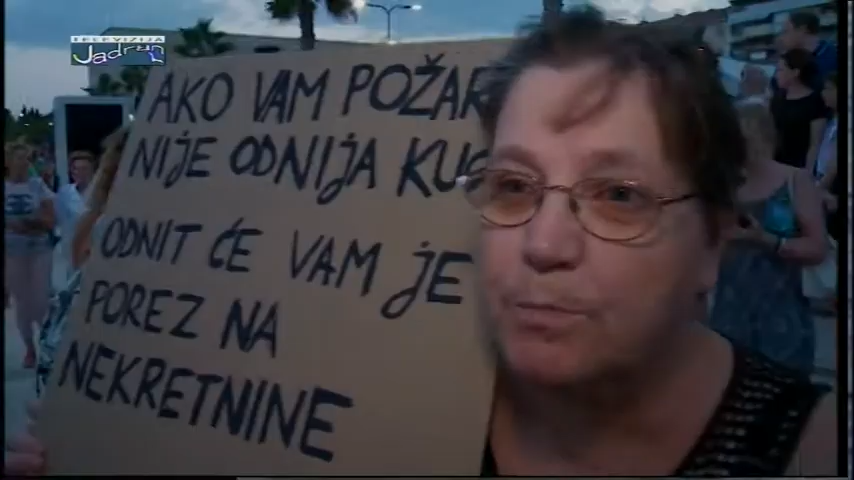 TELEVIZIJA
Jadran
AKO VAM POŽAR
NIJE ODNIJA
ODNIT ĆE VAM JE
POREZ NA
NEKRETNINE